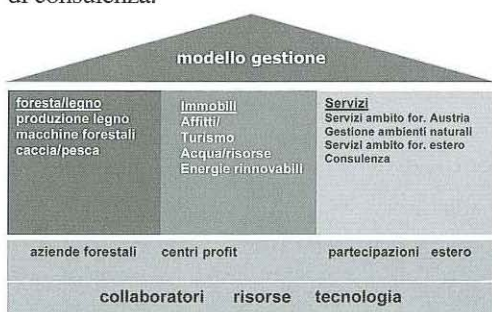 di consulenza.
modello gestione
foresta/legno
produzione legno
macchine forestali
caccia/pesca
Immobili
Affitti/
Turismo
Acqua/risorse
Energie rinnovabili
Servizi
Servizi ambito for. Austria
Gestione ambienti naturali
Servizi ambito for. estero
Consulenza
aziende forestali centri profit partecipazioni estero
collaboratori risorse tecnologia